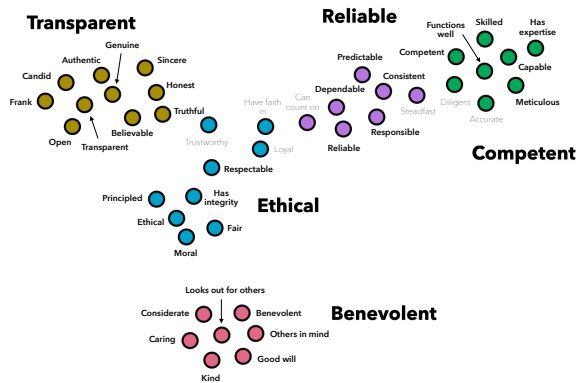 Transparent
Genuine
Authentic
Sincere
Candid
Honest
Frank
Truthful
Open
Believable
Transparent
Reliable
Predictable
Consistent
Dependable
Can
count on
Steadfast
Responsible
Reliable
Functions
well
Skilled
Has
expertise
Competent
Capable
Diligent
Meticulous
Accurate
Competent
Have faith
in
Trustworthy
Loyal
Respectable
Principled
Has
integrity
Ethical
Ethical
Fair
Moral
Looks out for others
Considerate
Benevolent
Benevolent
Caring
Others in mind
Good will
Kind